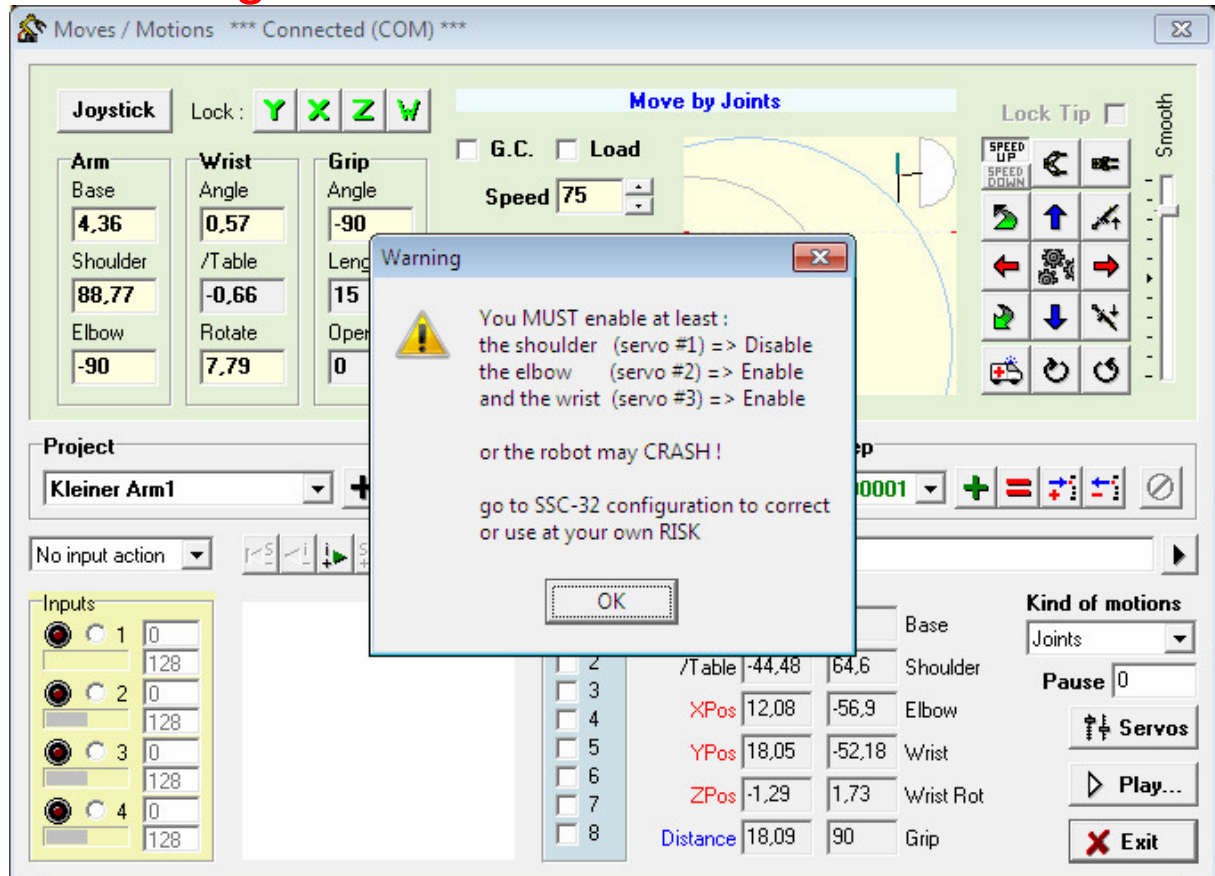 Moves / Motions *** Connected (COM) ***
Joystick
Lock :
Y
X
Z
W
Move by Joints
Lock Tip
Smooth
G.C.
Load
Speed 75
SPEED UP
SPEED DOWN
Arm
Wrist
Grip
Base
Angle
Angle
4,36
0,57
-90
Shoulder
/Table
Leng
88,77
-0,66
15
Elbow
Rotate
Oper
-90
7,79
0
Warning
You MUST enable at least :
the shoulder (servo #1) => Disable
the elbow (servo #2) => Enable
and the wrist (servo #3) => Enable
or the robot may CRASH !
go to SSC-32 configuration to correct
or use at your own RISK
OK
Project
Kleiner Arm1
ep
0001
No input action
Inputs
1 0
128
2 0
128
3 0
128
4 0
128
2
3
4
5
6
7
8
Base
/Table -44,48 64,6 Shoulder
XPos 12,08 -56,9 Elbow
YPos 18,05 -52,18 Wrist
ZPos -1,29 1,73 Wrist Rot
Distance 18,09 90 Grip
Kind of motions
Joints
Pause 0
Servos
Play...
Exit